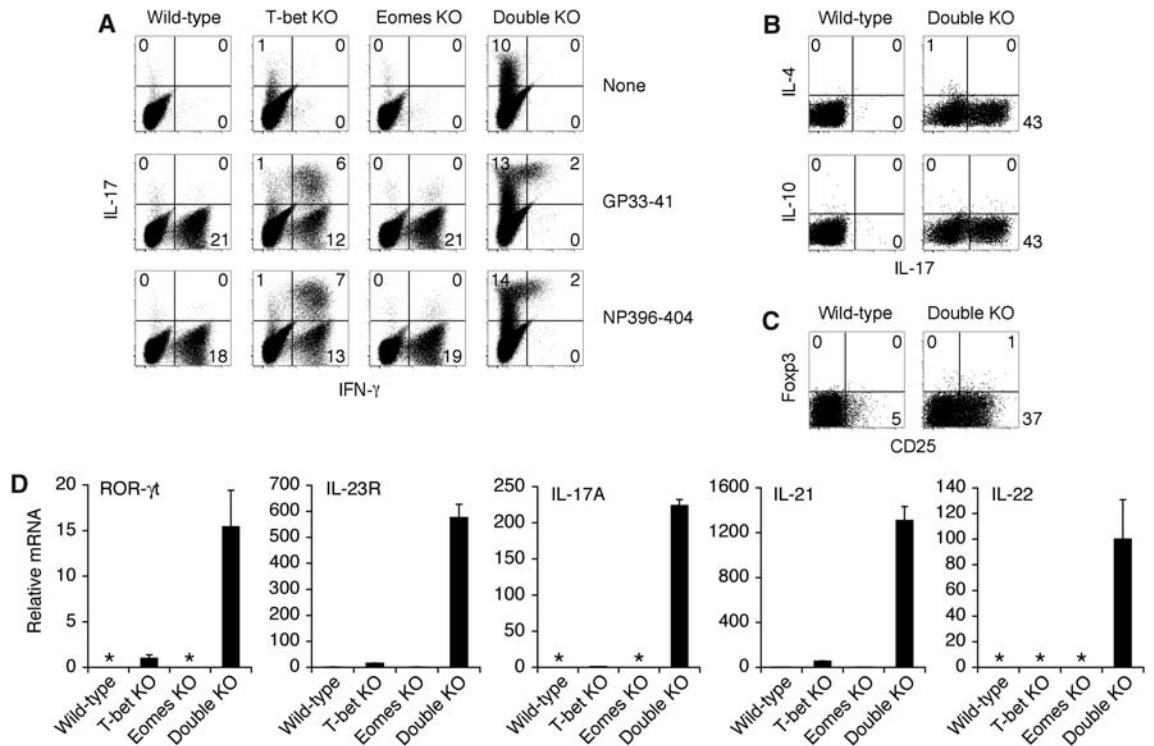 A
Wild-type T-bet KO Eomes KO Double KO
0 0 1 0 0 0 10 0
None
0 0 0 0
IL-17
0 0 1 6 0 0 13 2
GP33-41
21 12 21 0
0 0 1 7 0 0 14 2
NP396-404
18 13 19 0
IFN-γ
B
Wild-type Double KO
IL-4
0 0 1 0
0 43
IL-10
0 0 0 0
0 43
IL-17
C
Wild-type Double KO
Foxp3
0 0 0 1
5 37
CD25
D
Relative mRNA
ROR-γt
20
15
10
5
0
* *
Wild-type
T-bet KO
Eomes KO
Double KO
IL-23R
700
600
500
400
300
200
100
0
Wild-type
T-bet KO
Eomes KO
Double KO
IL-17A
250
200
150
100
50
0
* *
Wild-type
T-bet KO
Eomes KO
Double KO
IL-21
1600
1200
800
400
0
Wild-type
T-bet KO
Eomes KO
Double KO
IL-22
140
120
100
80
60
40
20
0
* * *
Wild-type
T-bet KO
Eomes KO
Double KO